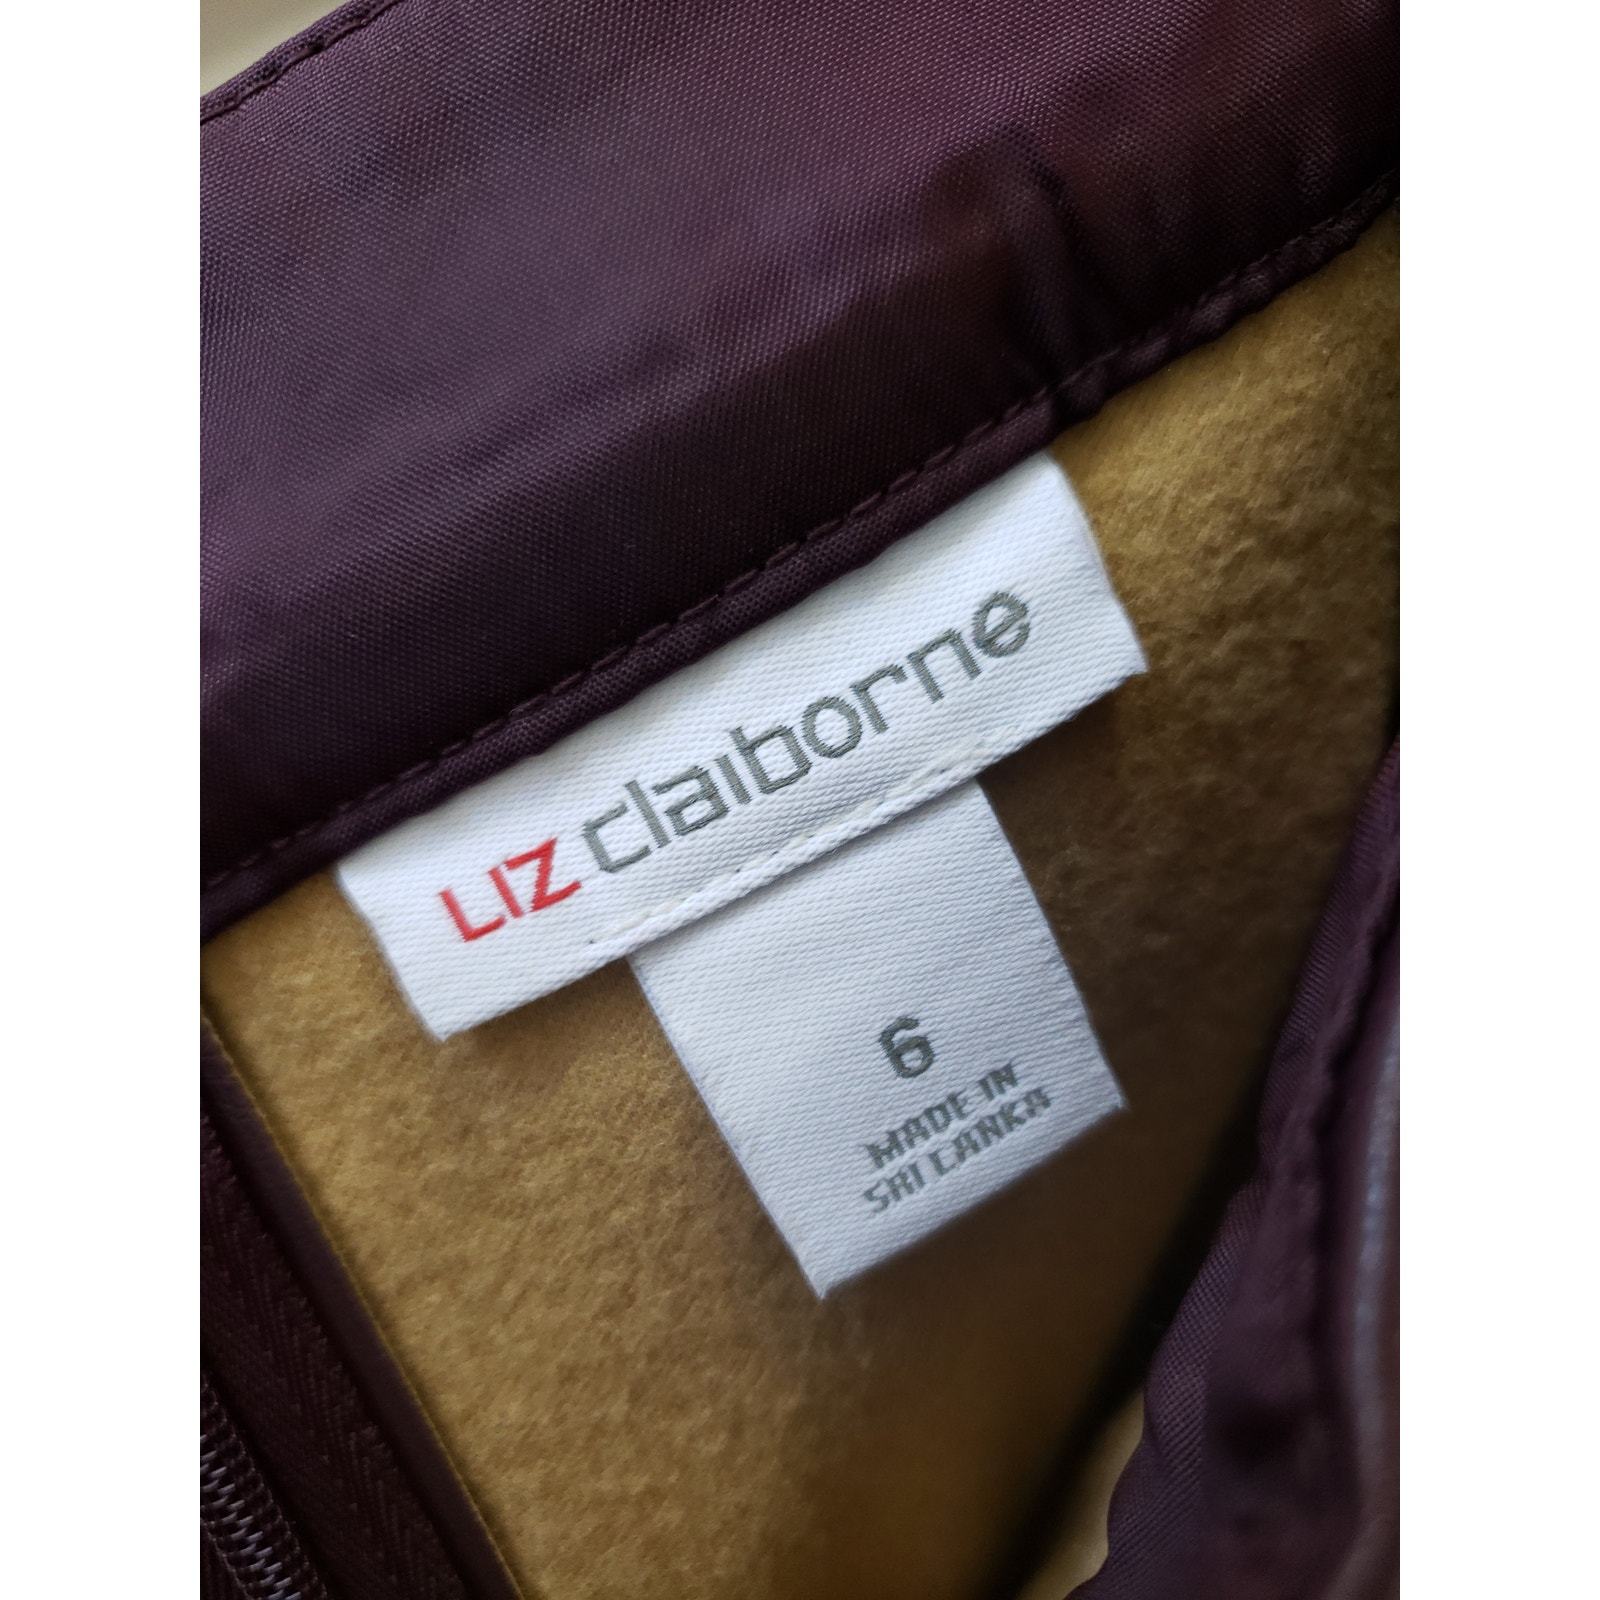 LIZ claiborne
6
MADE IN
SRI LANKA